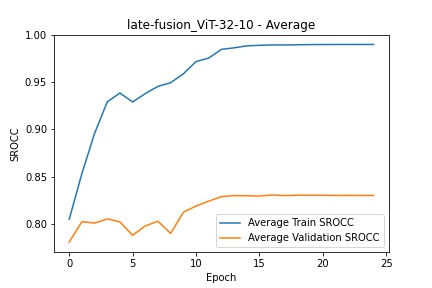 late-fusion_ViT-32-10 - Average
1.00
0.95
0.90
0.85
0.80
SROCC
Average Train SROCC
Average Validation SROCC
0 5 10 15 20 25
Epoch